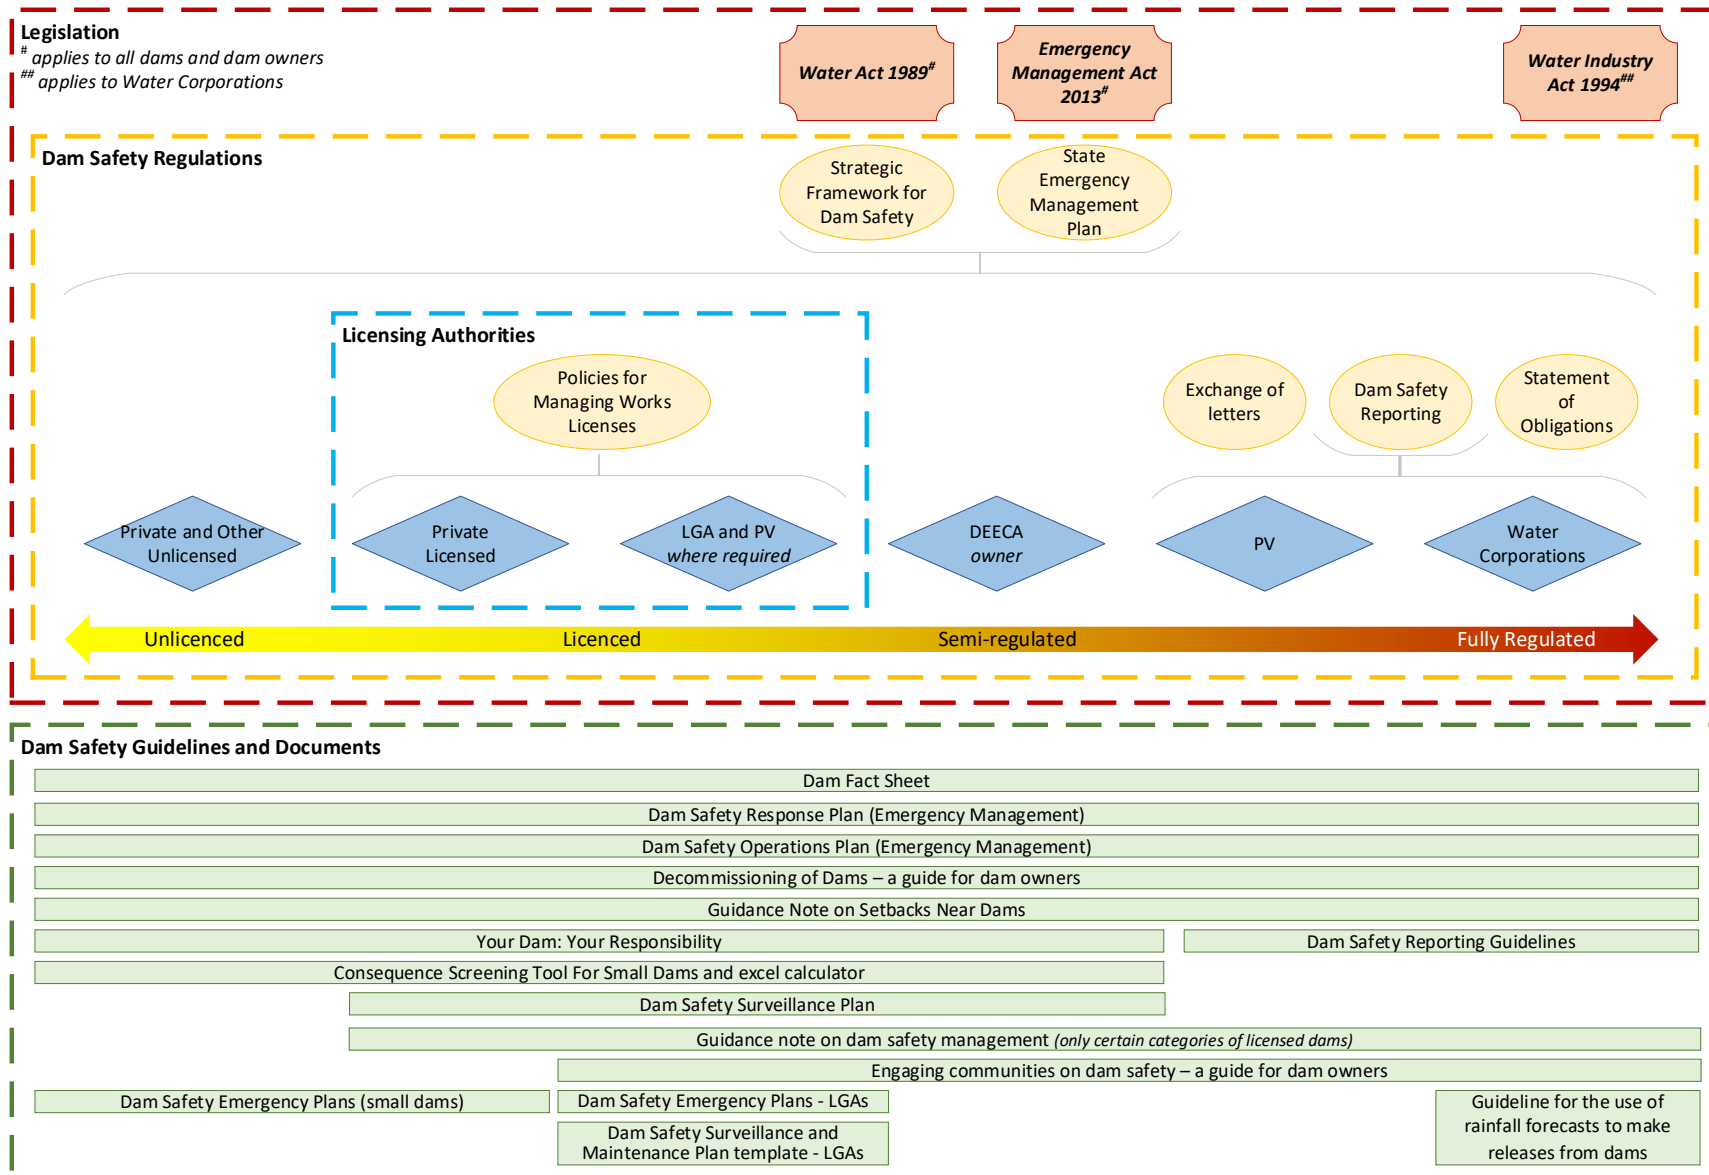 Legislation
# applies to all dams and dam owners
## applies to Water Corporations
Water Act 1989#
Emergency
Management Act
2013#
Water Industry
Act 1994##
Dam Safety Regulations
Strategic
Framework for
Dam Safety
State
Emergency
Management
Plan
Licensing Authorities
Policies for
Managing Works
Licenses
Exchange of
letters
Dam Safety
Reporting
Statement
of
Obligations
Private and Other
Unlicensed
Private
Licensed
LGA and PV
where required
DEECA
owner
PV
Water
Corporations
Unlicenced
Licenced
Semi-regulated
Fully Regulated
Dam Safety Guidelines and Documents
Dam Fact Sheet
Dam Safety Response Plan (Emergency Management)
Dam Safety Operations Plan (Emergency Management)
Decommissioning of Dams – a guide for dam owners
Guidance Note on Setbacks Near Dams
Your Dam: Your Responsibility
Dam Safety Reporting Guidelines
Consequence Screening Tool For Small Dams and excel calculator
Dam Safety Surveillance Plan
Guidance note on dam safety management (only certain categories of licensed dams)
Engaging communities on dam safety – a guide for dam owners
Dam Safety Emergency Plans (small dams)
Dam Safety Emergency Plans - LGAs
Dam Safety Surveillance and
Maintenance Plan template - LGAs
Guideline for the use of
rainfall forecasts to make
releases from dams